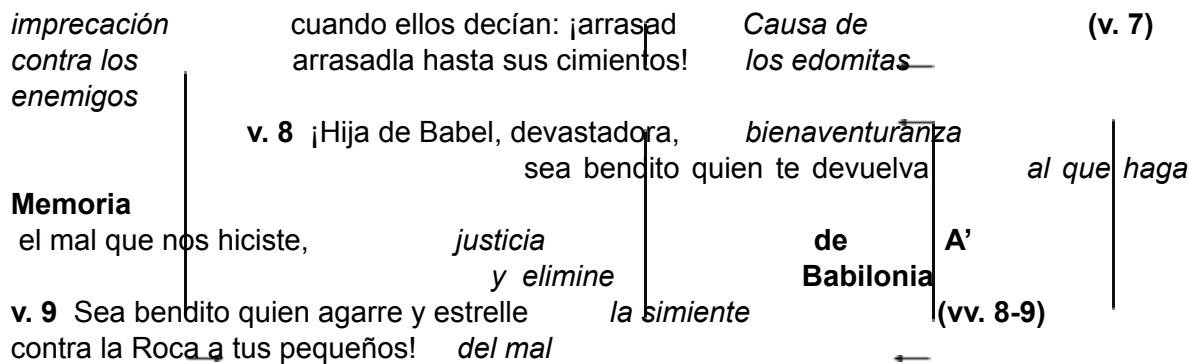 imprecación cuando ellos decían: ¡arrasad Causa de (v. 7)
contra los arrasadla hasta sus cimientos! los edomitas
enemigos
v. 8 ¡Hija de Babel, devastadora, bienaventuranza
sea bendito quien te devuelva al que haga
Memoria
el mal que nos hiciste, justicia de A’
y elimine Babilonia
v. 9 Sea bendito quien agarre y estrelle la simiente (vv. 8-9)
contra la Roca a tus pequeños! del mal